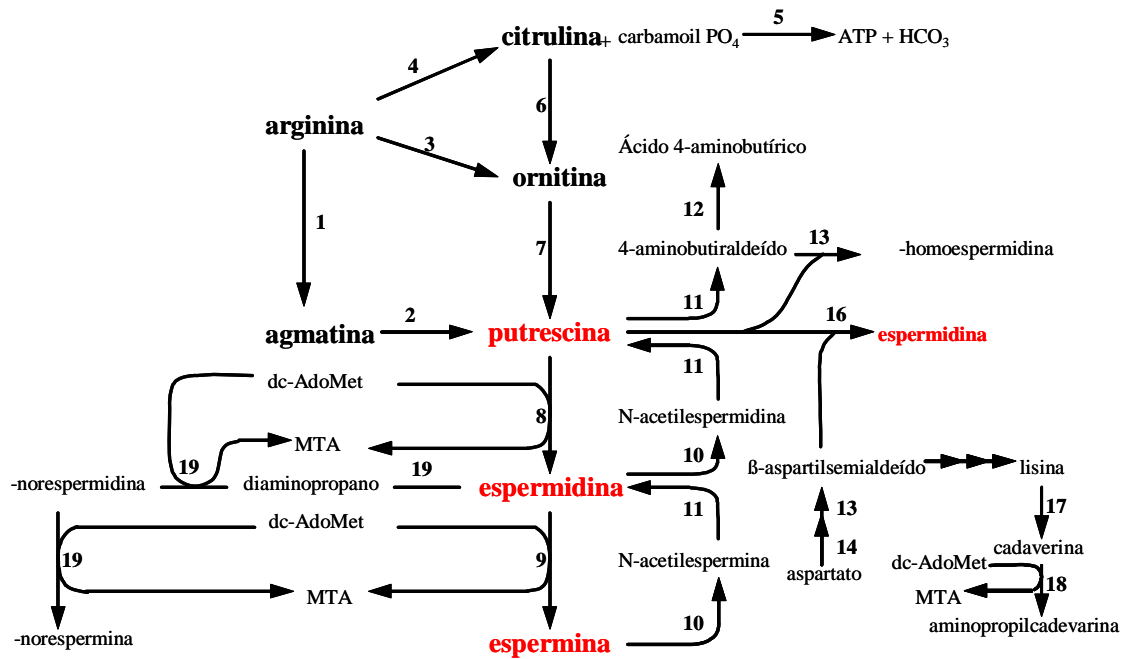 5
citrulina+ carbamoil PO4 ATP + HCO3
4
6
arginina
3
Ácido 4-aminobutírico
ornitina
1
12
7
4-aminobutiraldeído 13 -homoespermidina
11
agmatina 2 putrescina 16 espermidina
11
dc-AdoMet
8
N-acetilespermidina
MTA
10
19 19
ß-aspartilsemialdeído lisina
-norespermidina diaminopropano espermidina
11 13 17
dc-AdoMet
14 cadaverina
19 9 N-acetilespermina dc-AdoMet
aspartato
18
MTA MTA
10 aminopropilcadevarina
-norespermina espermina